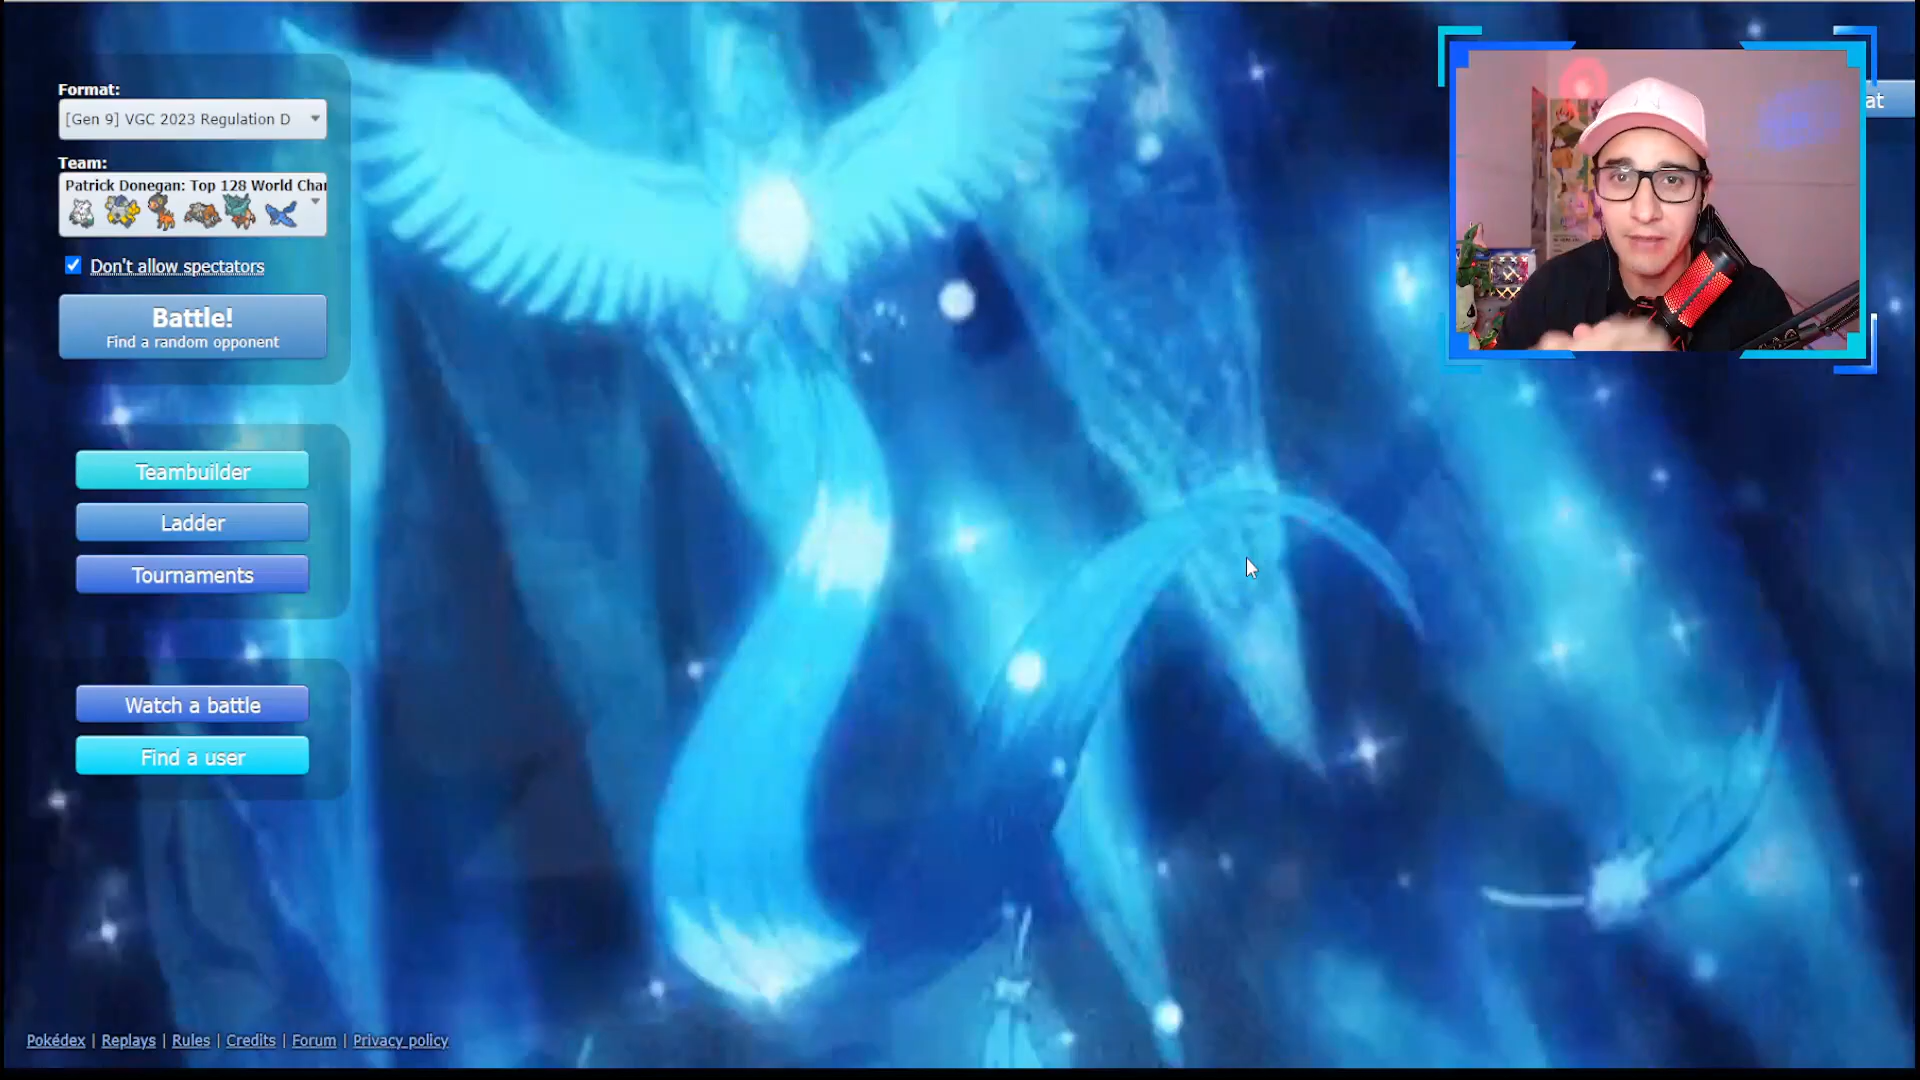 Format:
[Gen 9] VGC 2023 Regulation D
Team:
Patrick Donegan: Top 128 World Cha
Don't allow spectators
Battle!
Find a random opponent
Teambuilder
Ladder
Tournaments
Watch a battle
Find a user
Pokédex | Replays | Rules | Credits | Forum | Privacy policy
at